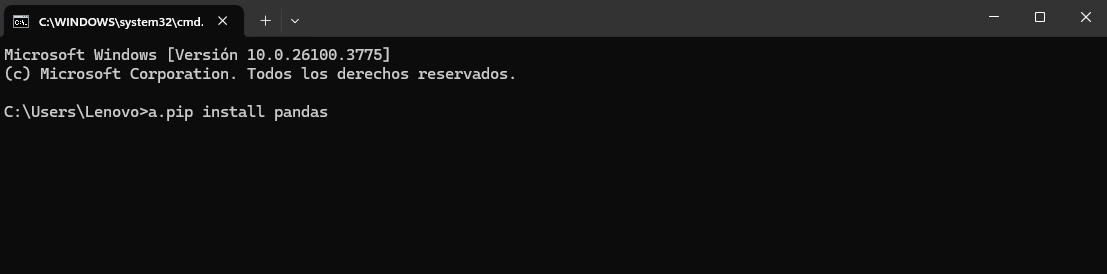 C:\WINDOWS\system32\cmd.
Microsoft Windows [Versión 10.0.26100.3775]
(c) Microsoft Corporation. Todos los derechos reservados.
C:\Users\Lenovo>a.pip install pandas